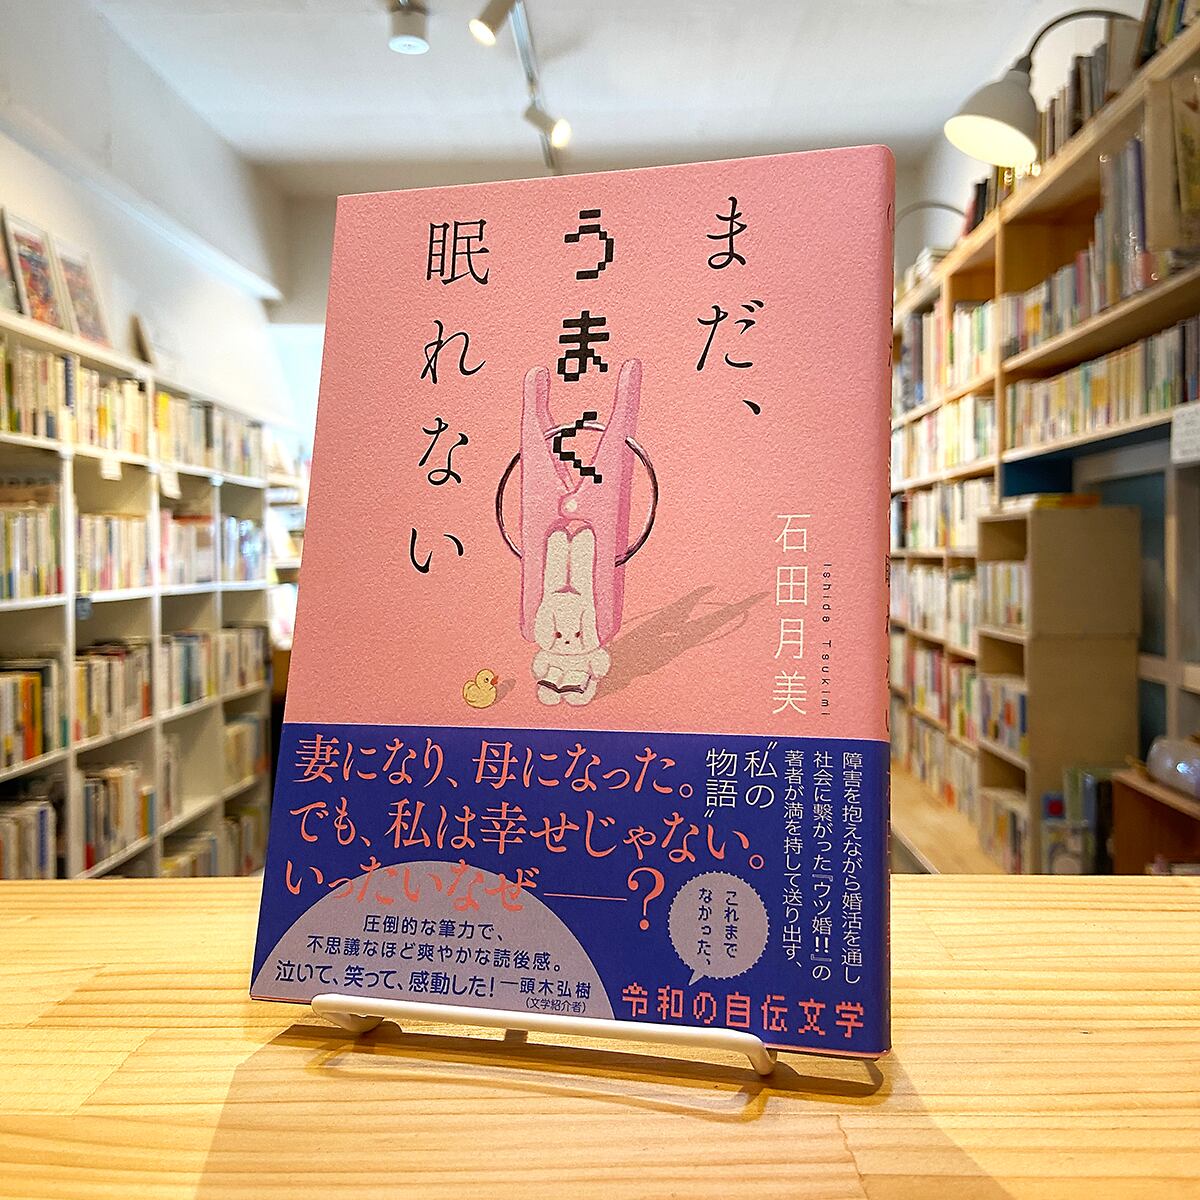 まだ、
うまく
眠れない
石田月美
Ishida Tsukimi
障害を抱えながら婚活を通し
社会に繋がった『ウツ婚!!』の
著者が満を持して送り出す、
“私の
物語”
妻になり、母になった。
でも、私は幸せじゃない。
いったいなぜ――?
これまで
なかった、
令和の自伝文学
圧倒的な筆力で、
不思議なほど爽やかな読後感。
泣いて、笑って、感動した!―頭木弘樹
(文学紹介者)